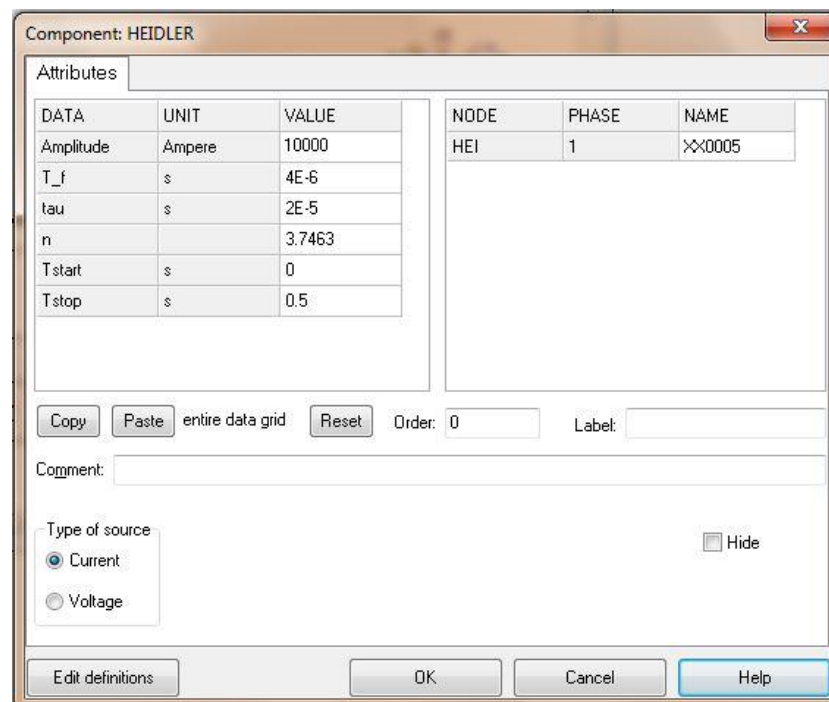 Component: HEIDLER
Attributes
DATA UNIT VALUE
Amplitude Ampere 10000
T_f s 4E-6
tau s 2E-5
n 3.7463
Tstart s 0
Tstop s 0.5
NODE PHASE NAME
HEI 1 XX0005
Copy Paste entire data grid Reset Order: 0 Label:
Comment:
Type of source
Current
Voltage
Hide
Edit definitions OK Cancel Help